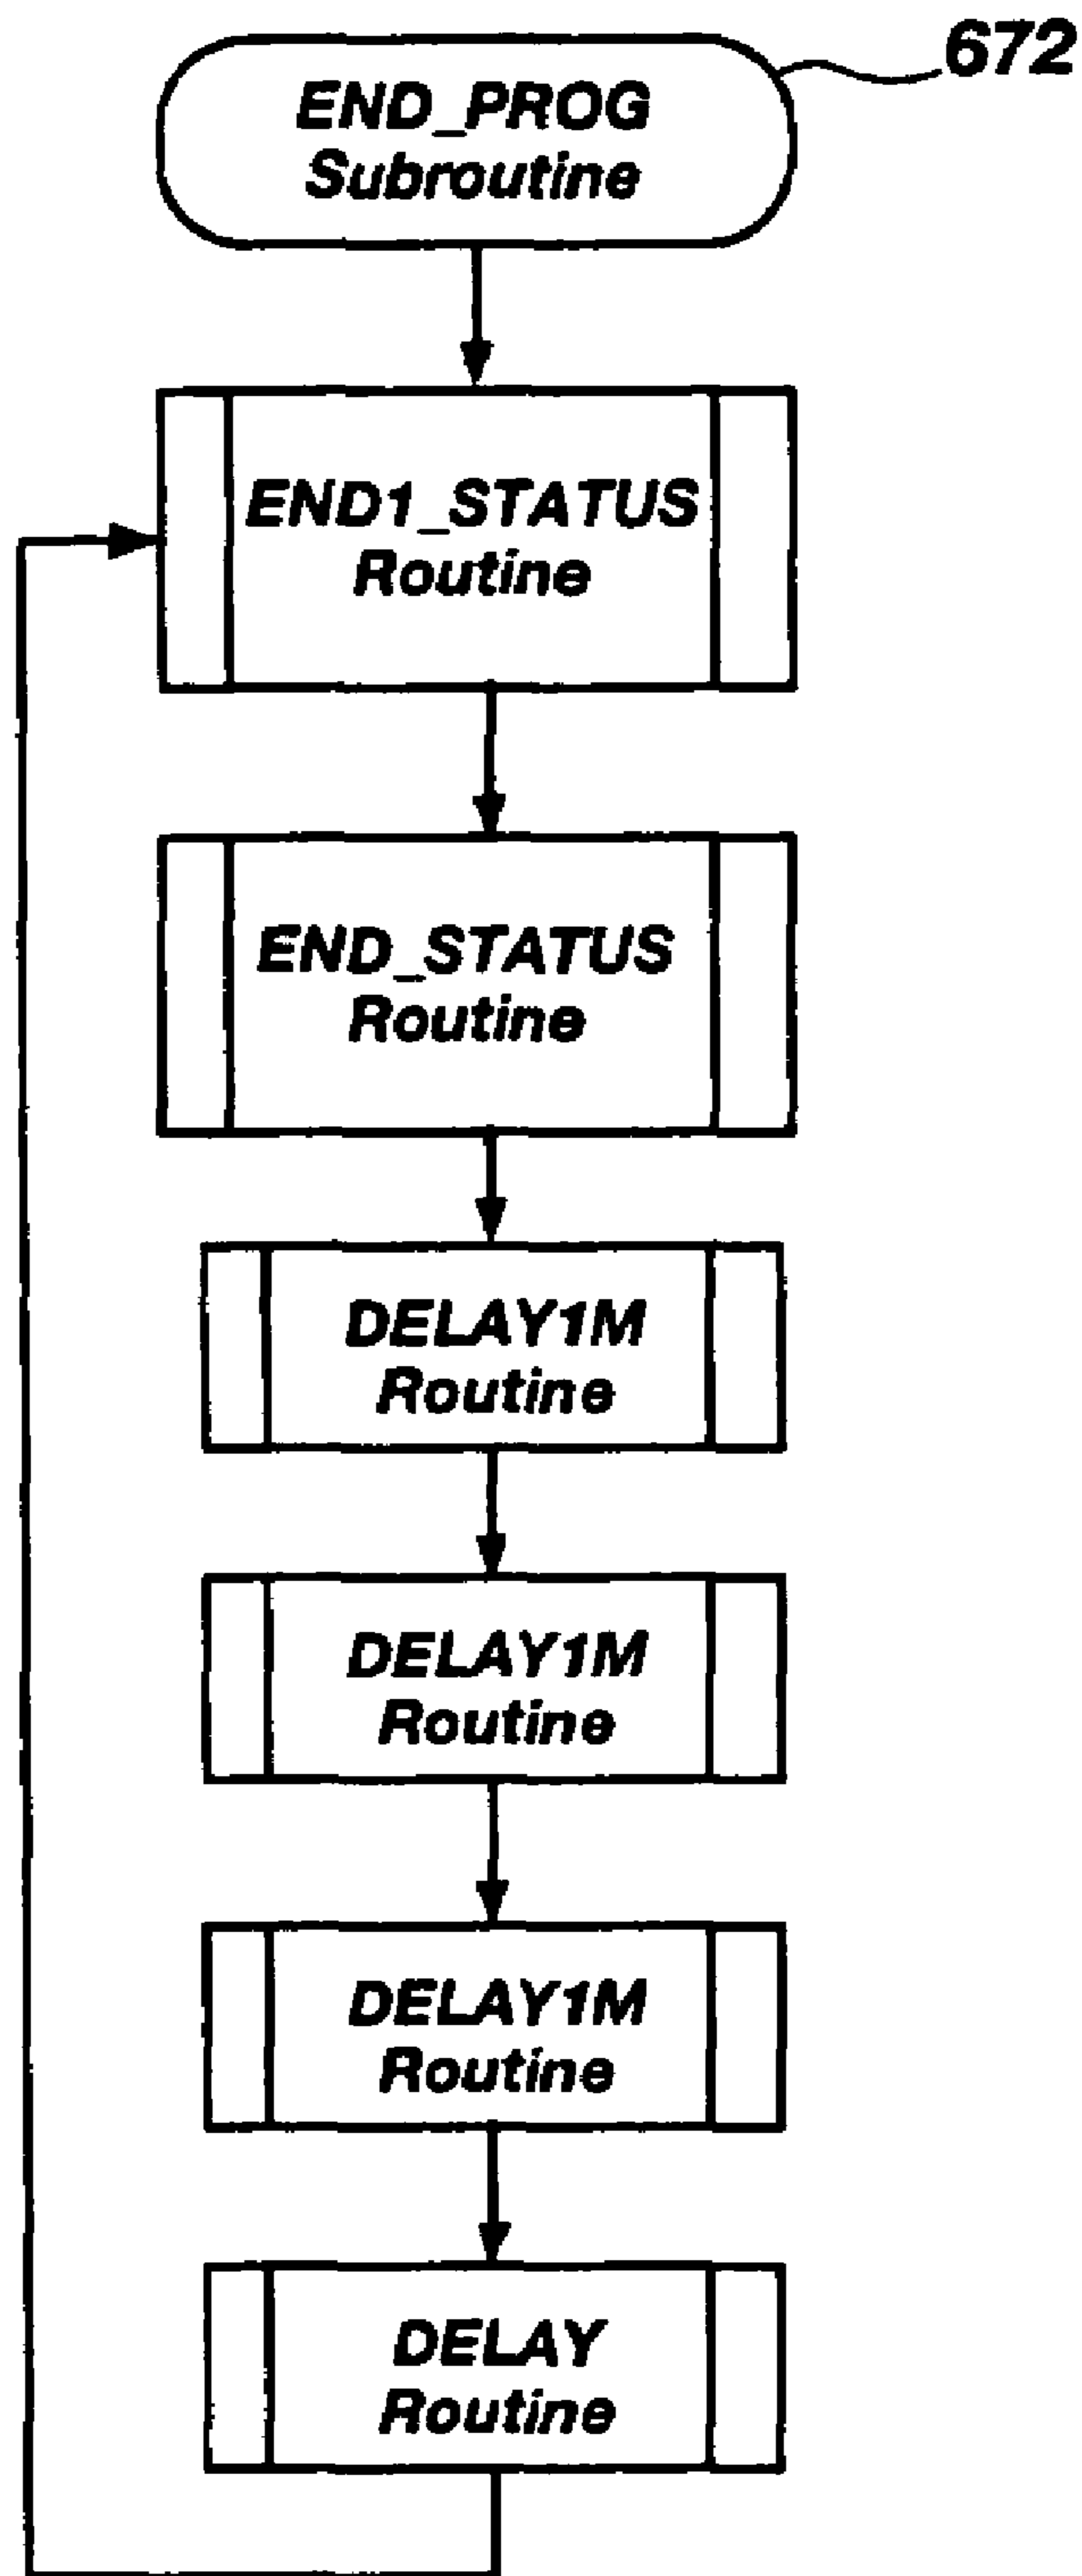 672
END_PROG
Subroutine
END1_STATUS
Routine
END_STATUS
Routine
DELAY1M
Routine
DELAY1M
Routine
DELAY1M
Routine
DELAY
Routine